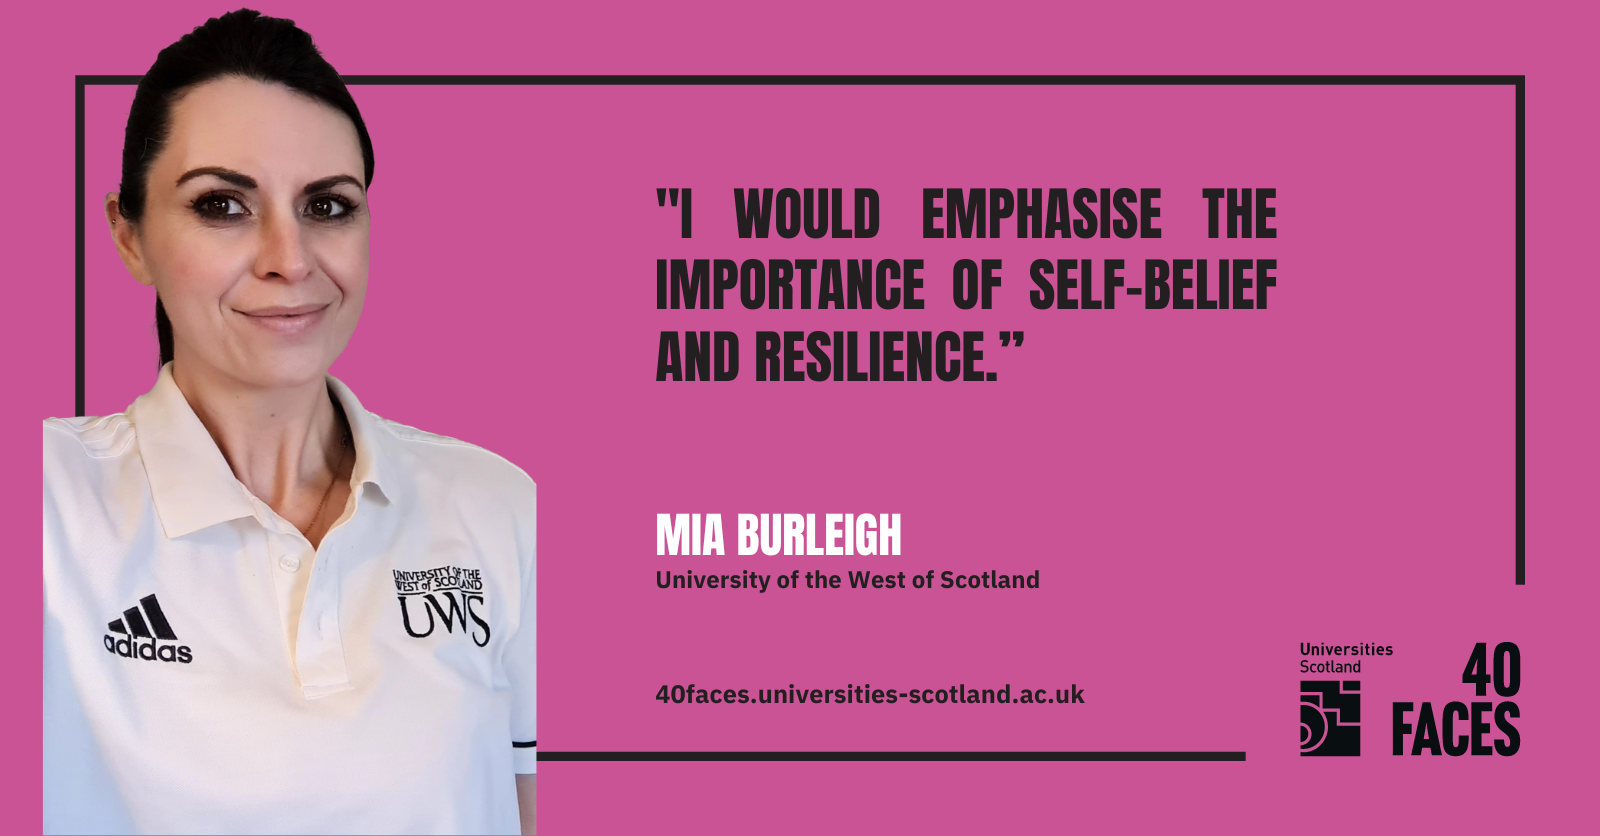 "I WOULD EMPHASISE THE
IMPORTANCE OF SELF-BELIEF
AND RESILIENCE.”
MIA BURLEIGH
University of the West of Scotland
40faces.universities-scotland.ac.uk
adidas
UNIVERSITY OF THE
WEST of SCOTLAND
UWS
Universities
Scotland
40
FACES